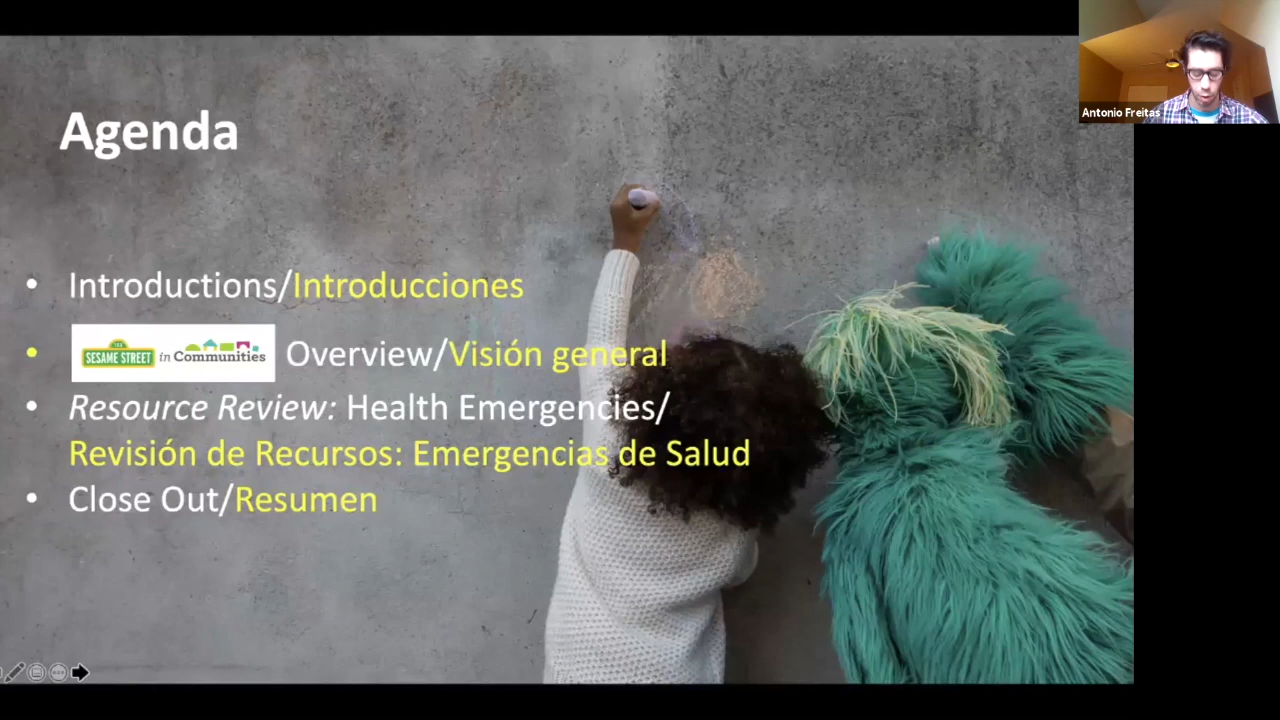 Antonio Freitas
Agenda
• Introductions/Introducciones
• SESAME STREET in Communities Overview/Visión general
• Resource Review: Health Emergencies/
Revisión de Recursos: Emergencias de Salud
• Close Out/Resumen